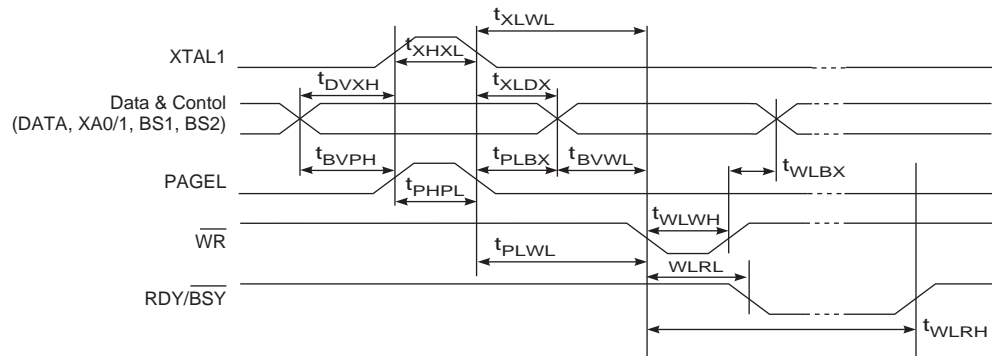 tXLWL
XTAL1
tXHXL
tDVXH
tXLDX
Data & Contol
(DATA, XA0/1, BS1, BS2)
tBVPH
tPLBX
tBVWL
tWLBX
PAGEL
tPHPL
tWLWH
WR
tPLWL
WLRL
RDY/BSY
tWLRH